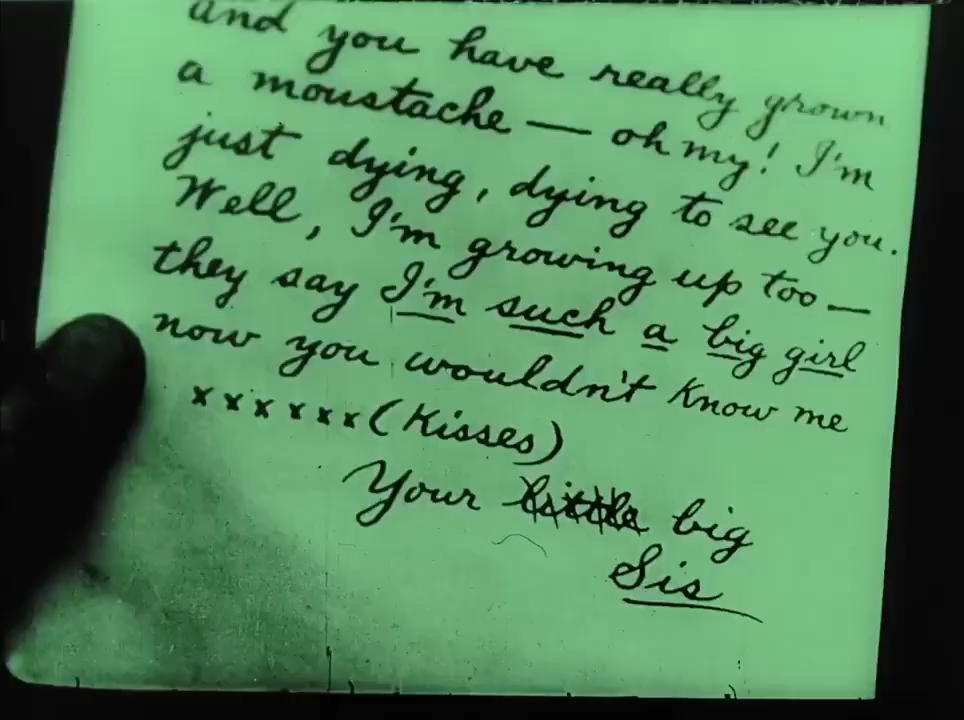 and you have really grown
a moustache — oh my! I'm
just dying, dying to see you.
Well, I'm growing up too —
they say I'm such a big girl
now you wouldn't know me
xxxxxx (Kisses)
Your little big
Sis